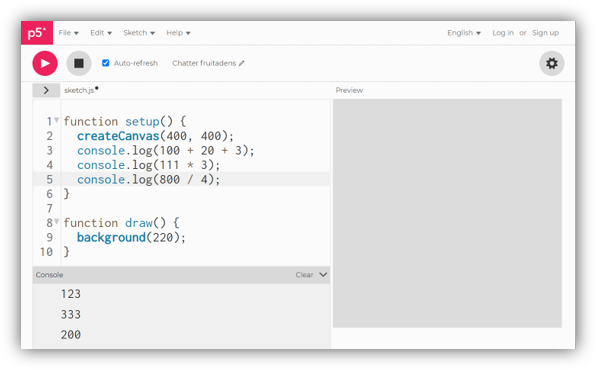 p5* File Edit Sketch Help English Log in or Sign up
Auto-refresh Chatter fruitadens
sketch.js Preview
1 function setup() {
2 createCanvas(400, 400);
3 console.log(100 + 20 + 3);
4 console.log(111 * 3);
5 console.log(800 / 4);
6 }
7
8 function draw() {
9 background(220);
10 }
Console Clear
123
333
200